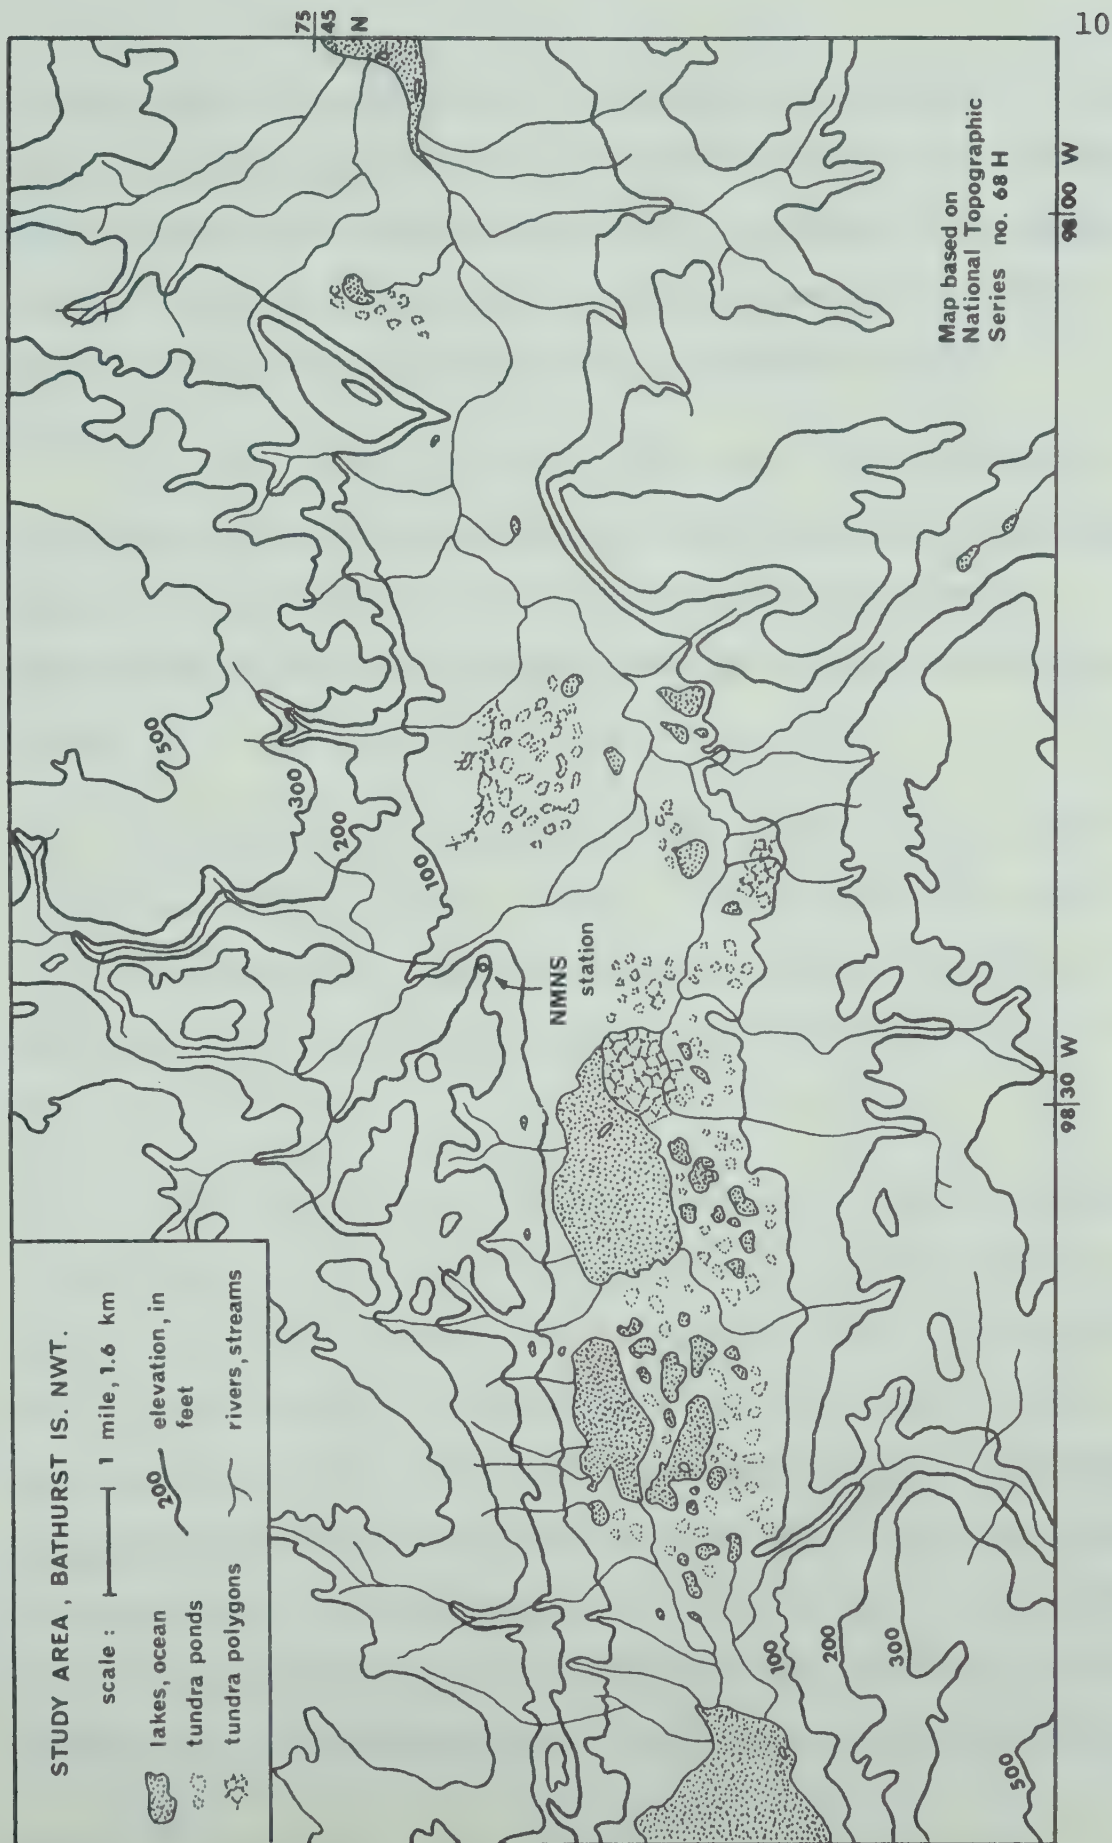 10
STUDY AREA, BATHURST IS. NWT.
scale : 1 mile, 1.6 km
lakes, ocean
200 elevation, in
feet
tundra ponds
tundra polygons
rivers, streams
75
45
N
500
300
200
100
NMNS
station
100
200
300
500
Map based on
National Topographic
Series no. 68 H
98 30 W
98 00 W